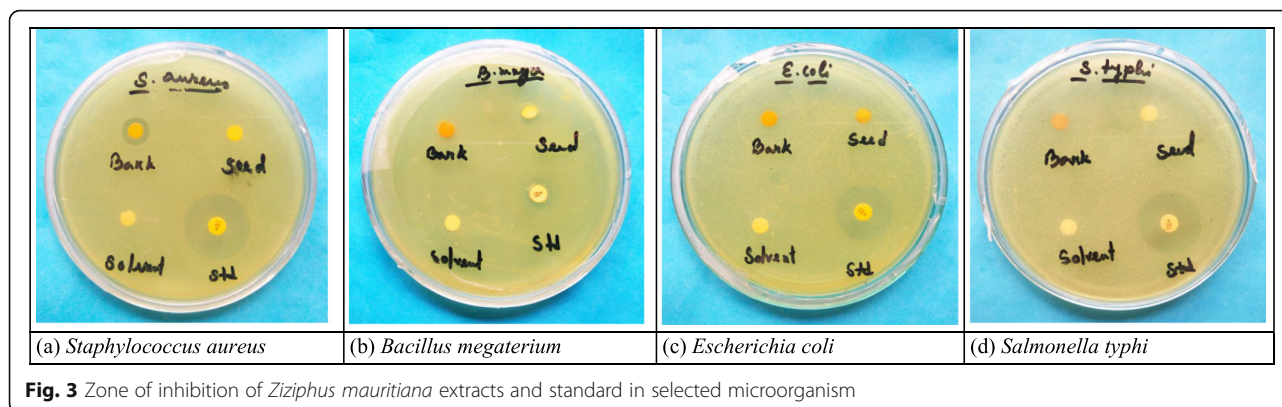 S. aureus
Bark
Seed
Solvent
Std
B. mega
Bark
Seed
Solvent
Std
E. coli
Bark
Seed
Solvent
Std
S. typhi
Bark
Seed
Solvent
Std
(a) Staphylococcus aureus
(b) Bacillus megaterium
(c) Escherichia coli
(d) Salmonella typhi
Fig. 3 Zone of inhibition of Ziziphus mauritiana extracts and standard in selected microorganism